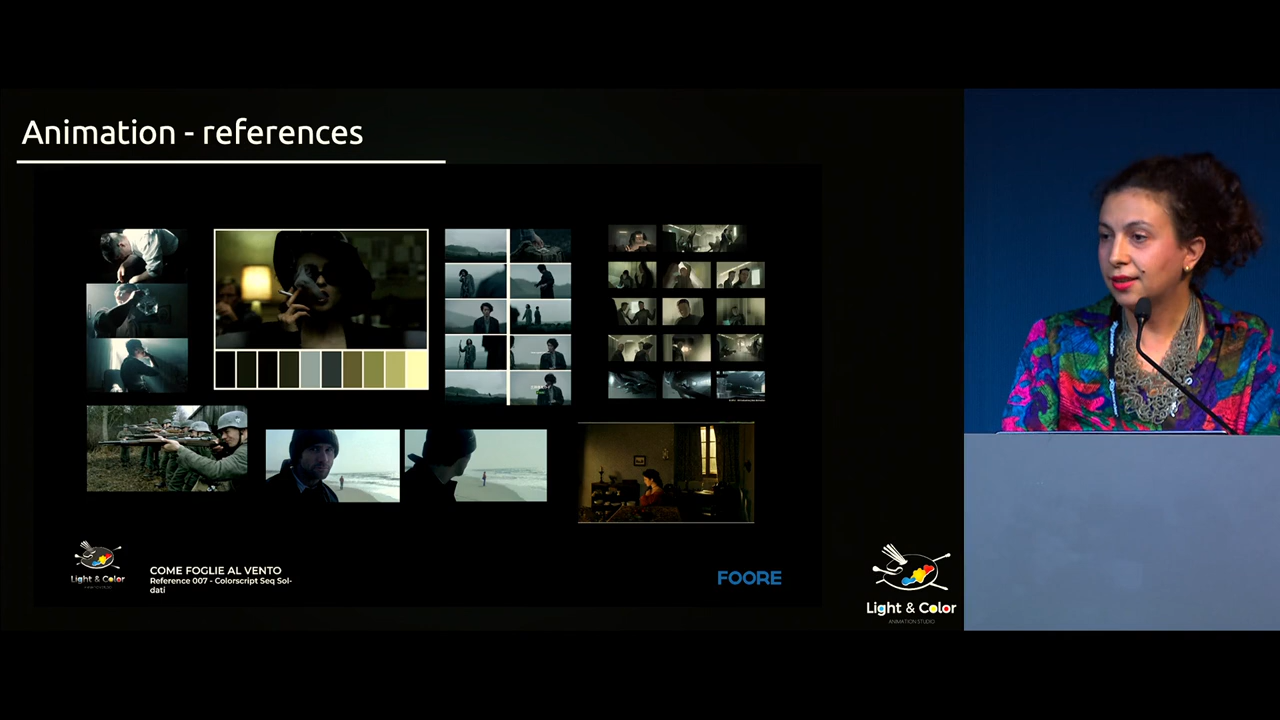 Animation - references
COME FOGLIE AL VENTO
Reference 007 - Colorscript Seq Sol-
dati
Light & Color
FOORE
Light & Color
ANIMATION STUDIO